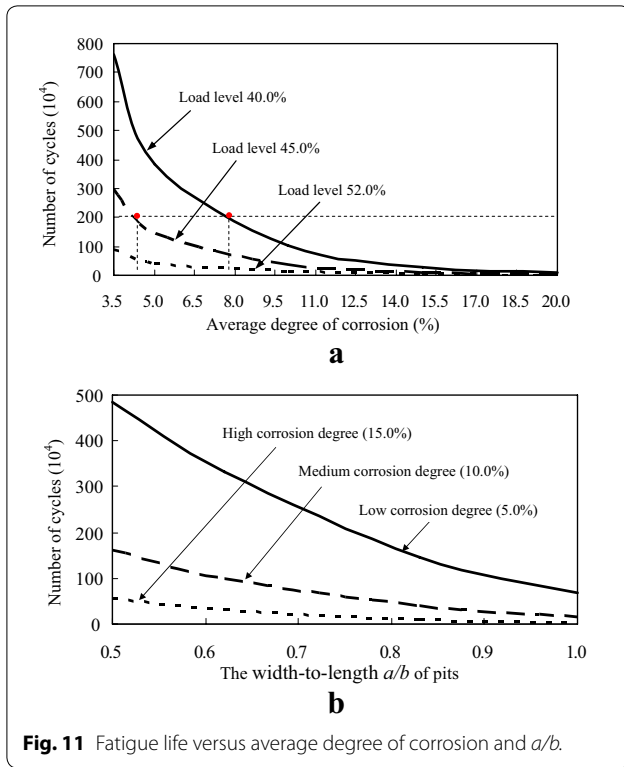 800
700
600
500
400
300
200
100
0
Number of cycles (10⁴)
Load level 40.0%
Load level 45.0%
Load level 52.0%
3.5 5.0 6.5 8.0 9.5 11.0 12.5 14.0 15.5 17.0 18.5 20.0
Average degree of corrosion (%)
a
500
400
300
200
100
0
Number of cycles (10⁴)
High corrosion degree (15.0%)
Medium corrosion degree (10.0%)
Low corrosion degree (5.0%)
0.5 0.6 0.7 0.8 0.9 1.0
The width-to-length a/b of pits
b
Fig. 11 Fatigue life versus average degree of corrosion and a/b.